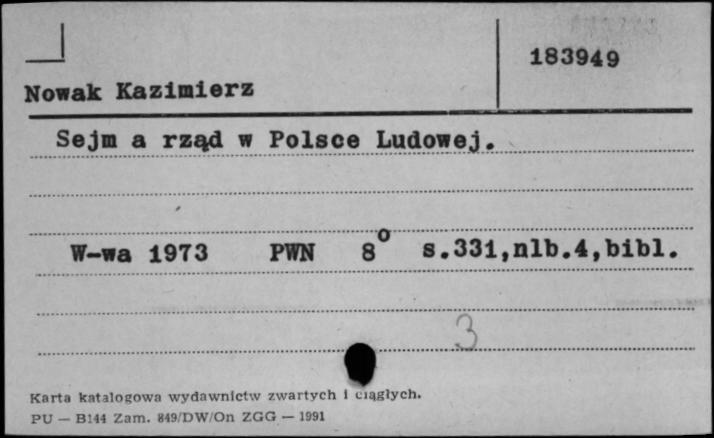 183949
Nowak Kazimierz
Sejm a rząd w Polsce Ludowej.
W-wa 1973 PWN 8° s.331,nlb.4,bibl.
3
Karta katalogowa wydawnictw zwartych i ciągłych.
PU — B144 Zam. 849/DW/On ZGG — 1991